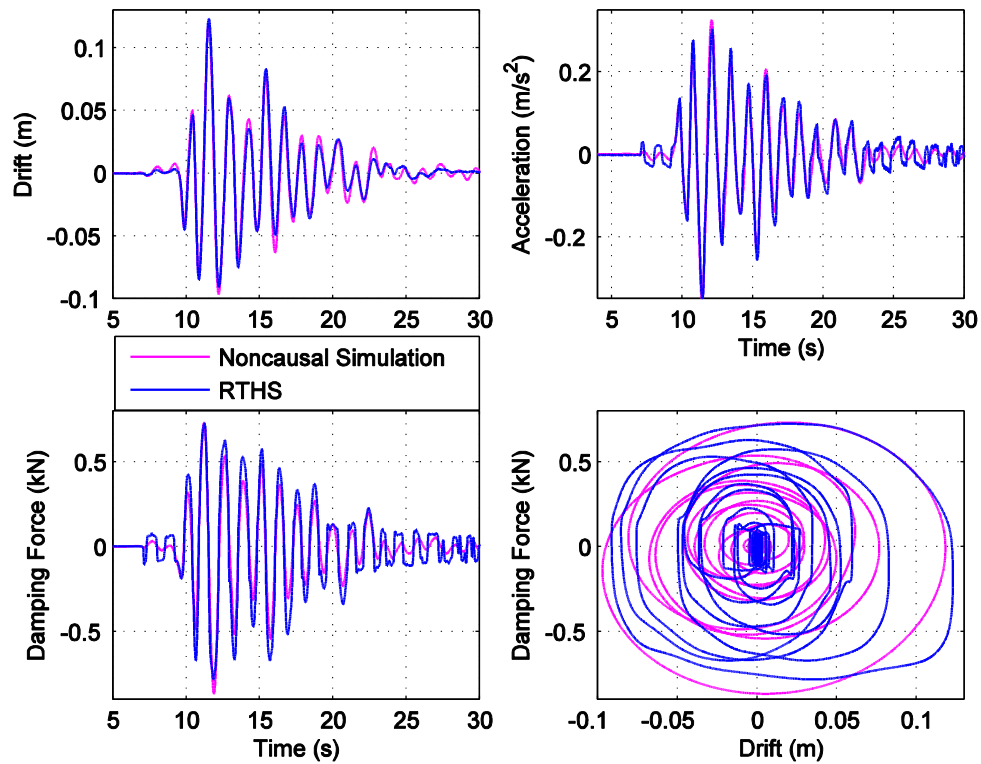 Drift (m)
0.1
0.05
0
-0.05
-0.1
5 10 15 20 25 30
Acceleration (m/s²)
0.2
0
-0.2
5 10 15 20 25 30
Time (s)
Noncausal Simulation
RTHS
Damping Force (kN)
0.5
0
-0.5
5 10 15 20 25 30
Time (s)
Damping Force (kN)
0.5
0
-0.5
-0.1 -0.05 0 0.05 0.1
Drift (m)